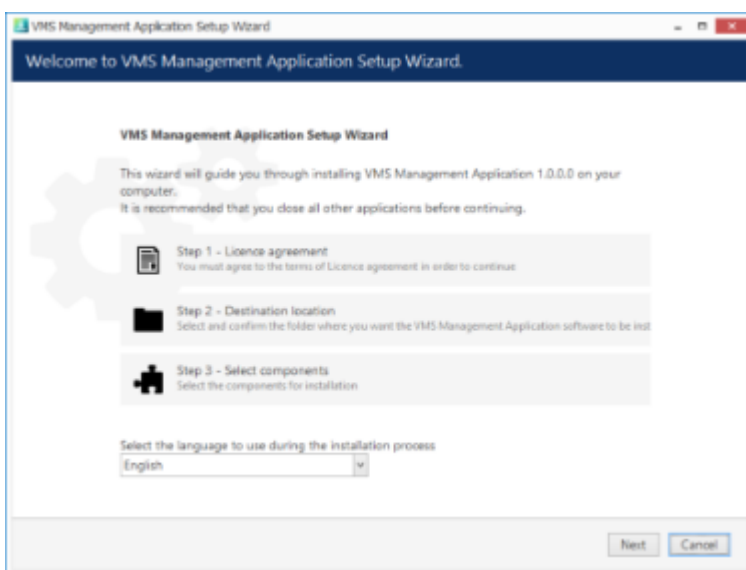 VMS Management Application Setup Wizard
Welcome to VMS Management Application Setup Wizard.
VMS Management Application Setup Wizard
This wizard will guide you through installing VMS Management Application 1.0.0.0 on your
computer.
It is recommended that you close all other applications before continuing.
Step 1 - Licence agreement
You must agree to the terms of Licence agreement in order to continue
Step 2 - Destination location
Select and confirm the folder where you want the VMS Management Application software to be inst
Step 3 - Select components
Select the components for installation
Select the language to use during the installation process
English
Next Cancel